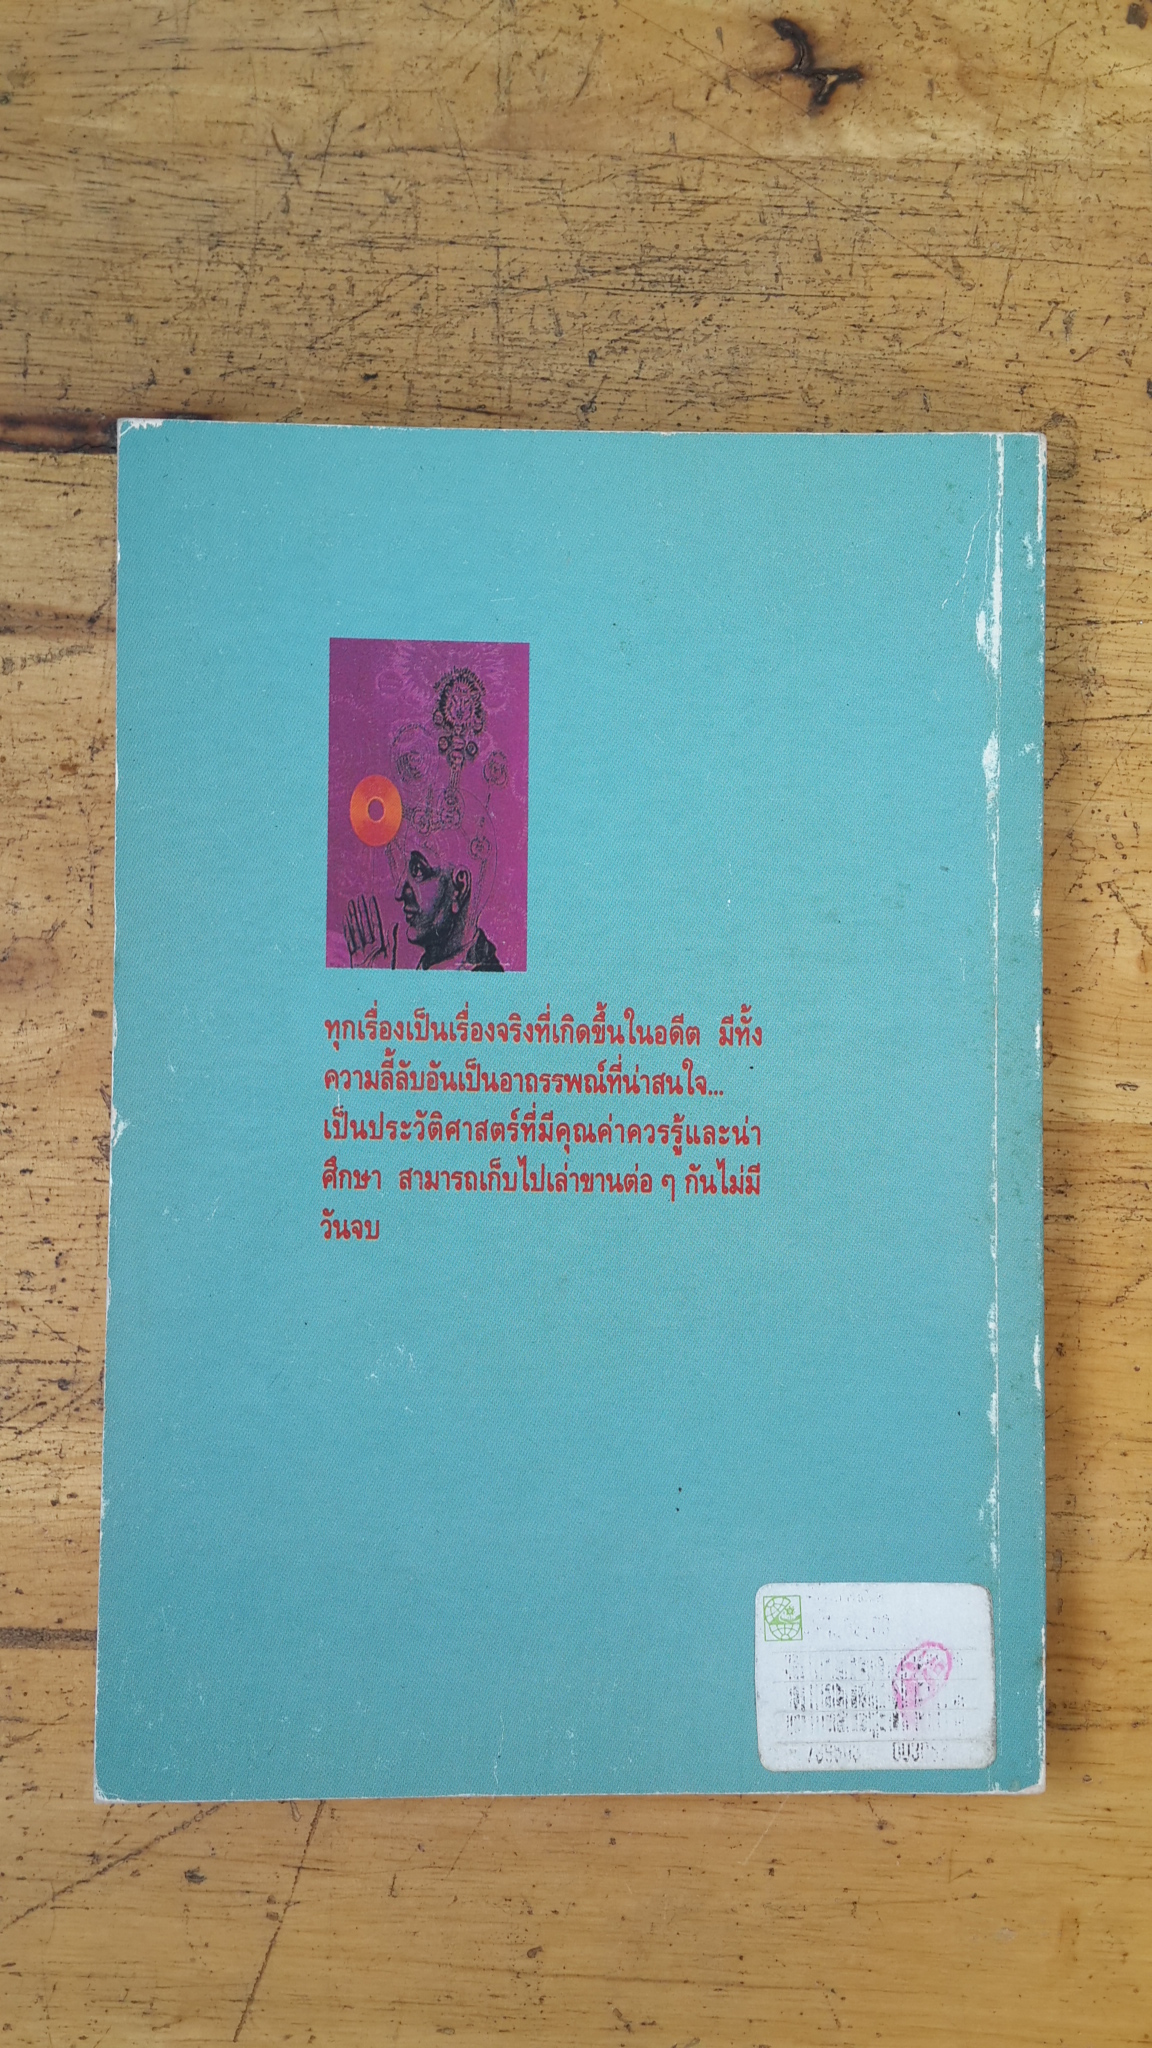 ทุกเรื่องเป็นเรื่องจริงที่เกิดขึ้นในอดีต มีทั้ง
ความลี้ลับอันเป็นอาถรรพณ์ที่น่าสนใจ...
เป็นประวัติศาสตร์ที่มีคุณค่าควรรู้และน่า
ศึกษา สามารถเก็บไปเล่าขานต่อ ๆ กันไม่มี
วันจบ